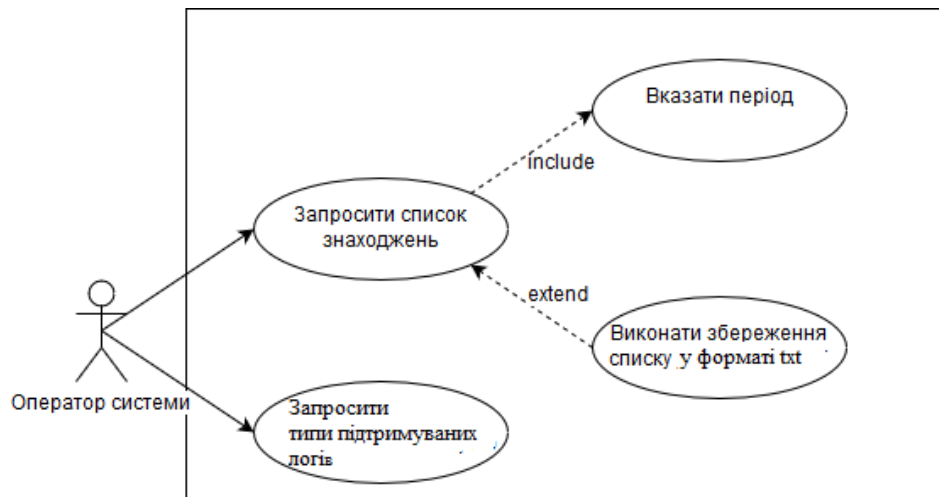 Вказати період
include
Запросити список
знаходжень
extend
Виконати збереження
списку у форматі txt
Оператор системи
Запросити
типи підтримуваних
логів